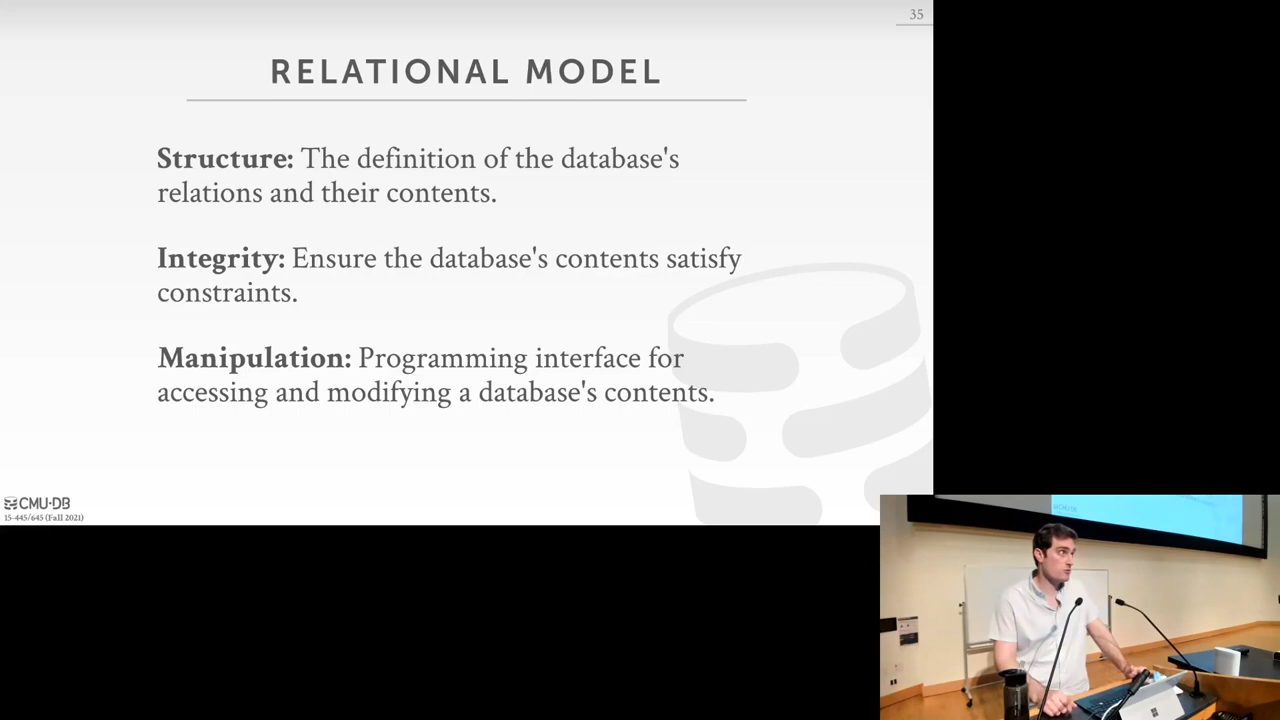 35
RELATIONAL MODEL
Structure: The definition of the database's
relations and their contents.
Integrity: Ensure the database's contents satisfy
constraints.
Manipulation: Programming interface for
accessing and modifying a database's contents.
CMU·DB
15-445/645 (Fall 2021)